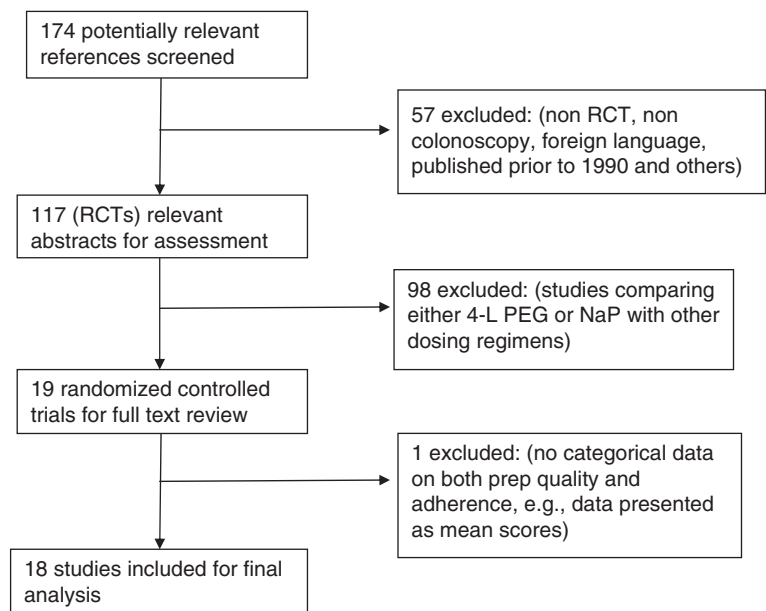 174 potentially relevant
references screened
57 excluded: (non RCT, non
colonoscopy, foreign language,
published prior to 1990 and others)
117 (RCTs) relevant
abstracts for assessment
98 excluded: (studies comparing
either 4-L PEG or NaP with other
dosing regimens)
19 randomized controlled
trials for full text review
1 excluded: (no categorical data
on both prep quality and
adherence, e.g., data presented
as mean scores)
18 studies included for final
analysis